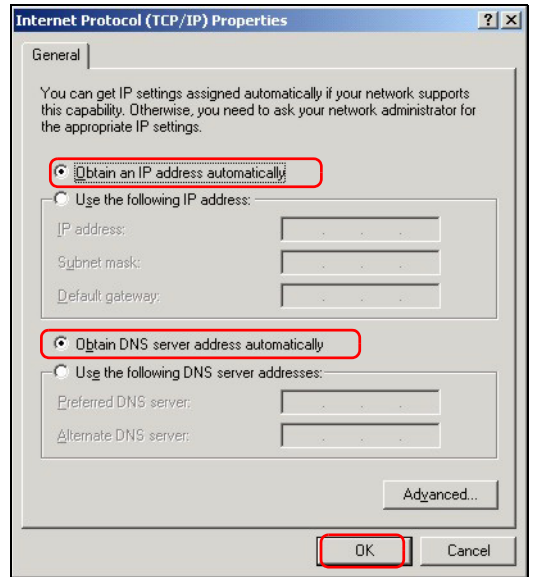 Internet Protocol (TCP/IP) Properties
General
You can get IP settings assigned automatically if your network supports
this capability. Otherwise, you need to ask your network administrator for
the appropriate IP settings.
Obtain an IP address automatically
Use the following IP address:
IP address:
Subnet mask:
Default gateway:
Obtain DNS server address automatically
Use the following DNS server addresses:
Preferred DNS server:
Alternate DNS server:
Advanced...
OK Cancel